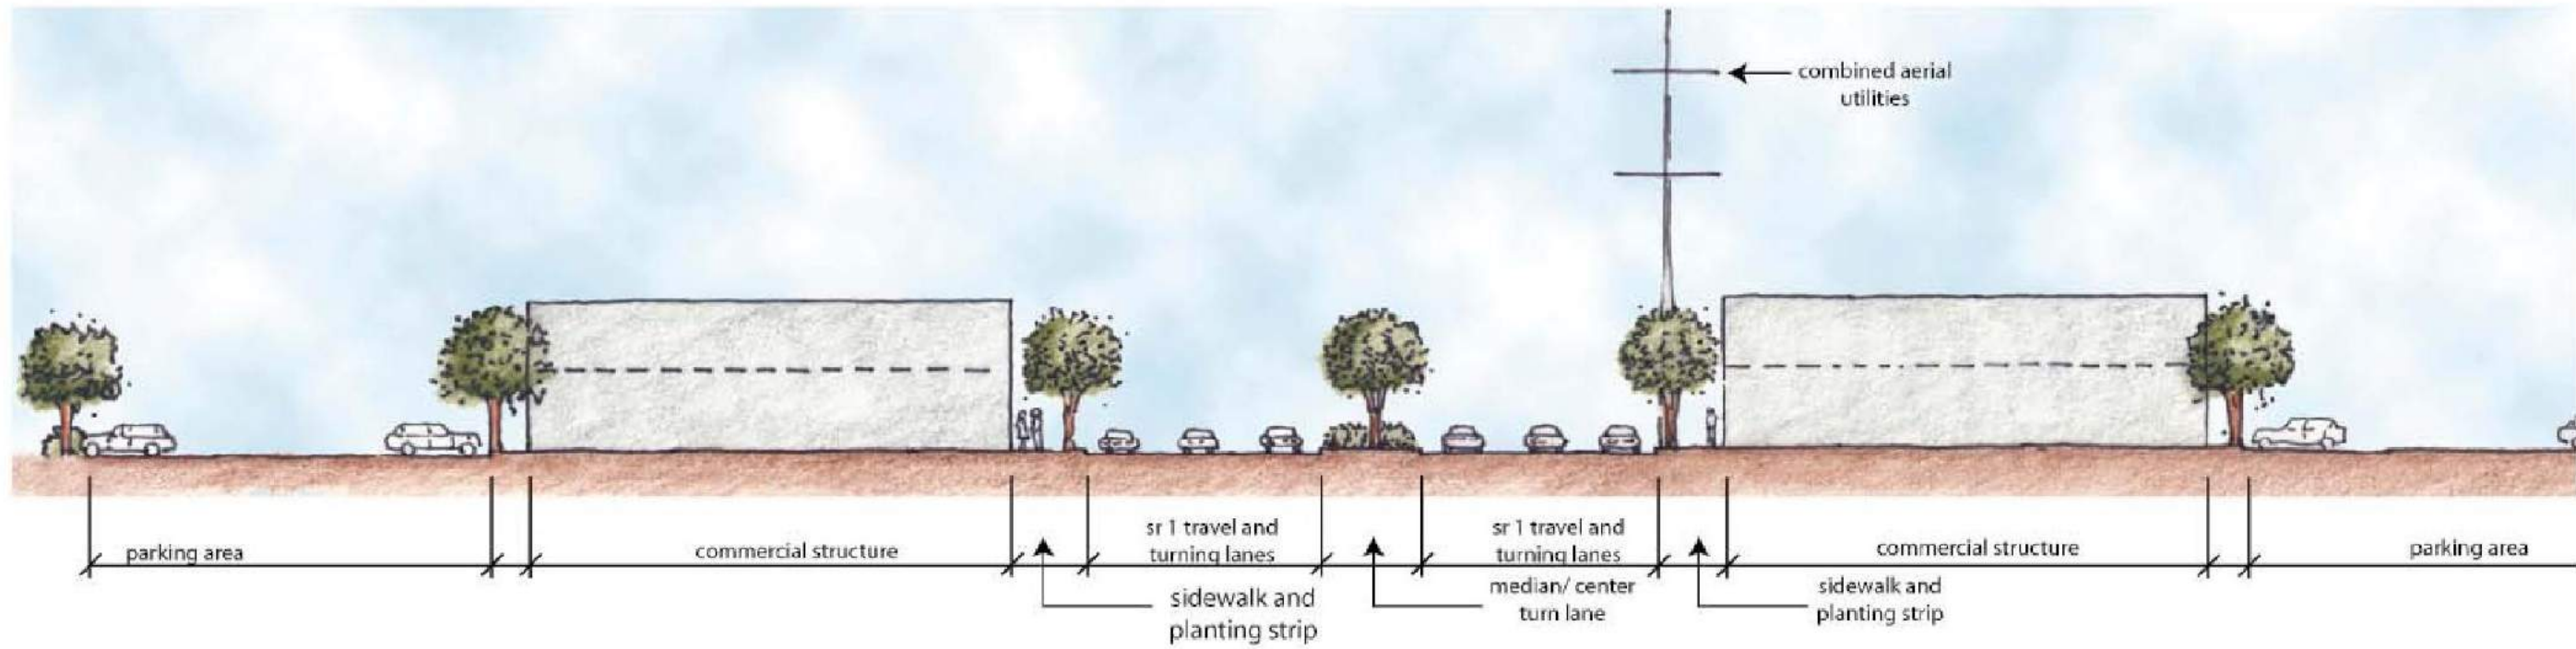 combined aerial
utilities
parking area
commercial structure
sr 1 travel and
turning lanes
sr 1 travel and
turning lanes
commercial structure
parking area
sidewalk and
planting strip
median/ center
turn lane
sidewalk and
planting strip